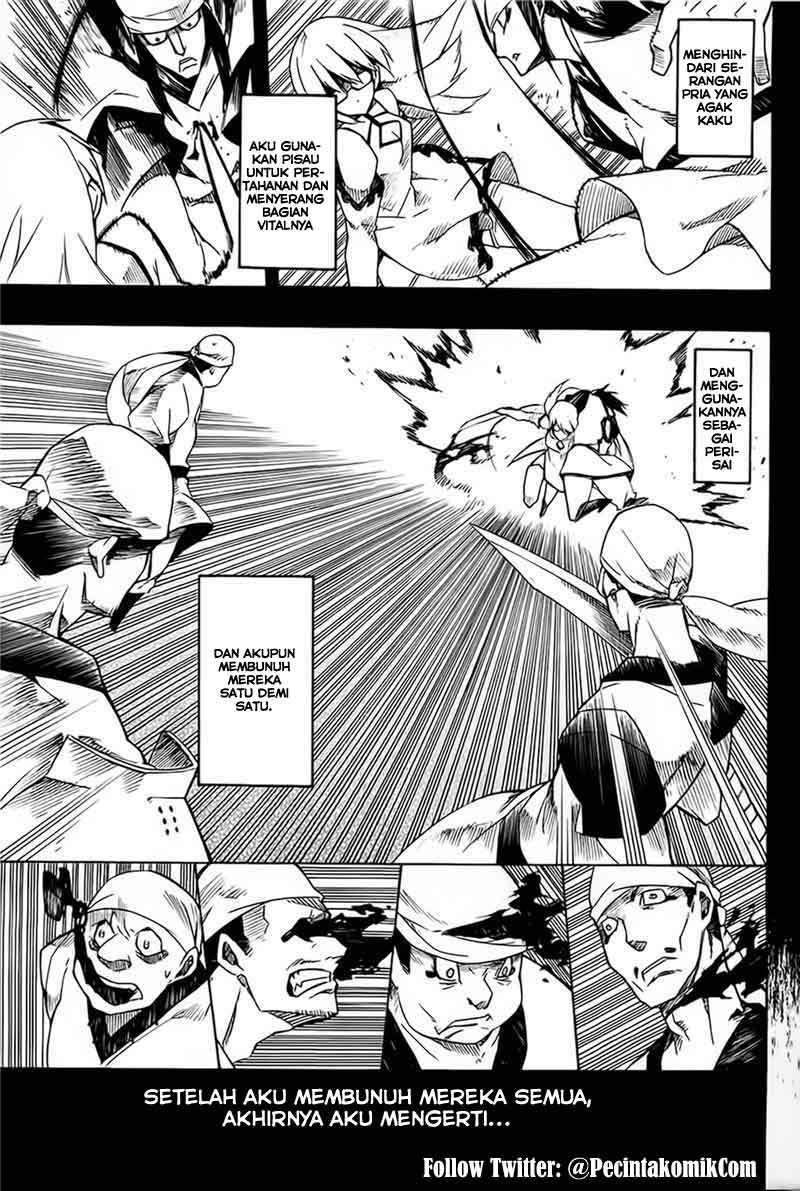 MENGHIN-
DARI SE-
RANGAN
PRIA YANG
AGAK
KAKU
AKU GUNA-
KAN PISAU
UNTUK PER-
TAHANAN DAN
MENYERANG
BAGIAN
VITALNYA
DAN
MENG-
GUNA-
KANNYA
SEBA-
GAI
PERI-
SAI
DAN AKUPUN
MEMBUNUH
MEREKA
SATU DEMI
SATU.
SETELAH AKU MEMBUNUH MEREKA SEMUA,
AKHIRNYA AKU MENGERTI...
Follow Twitter: @PecintakomikCom